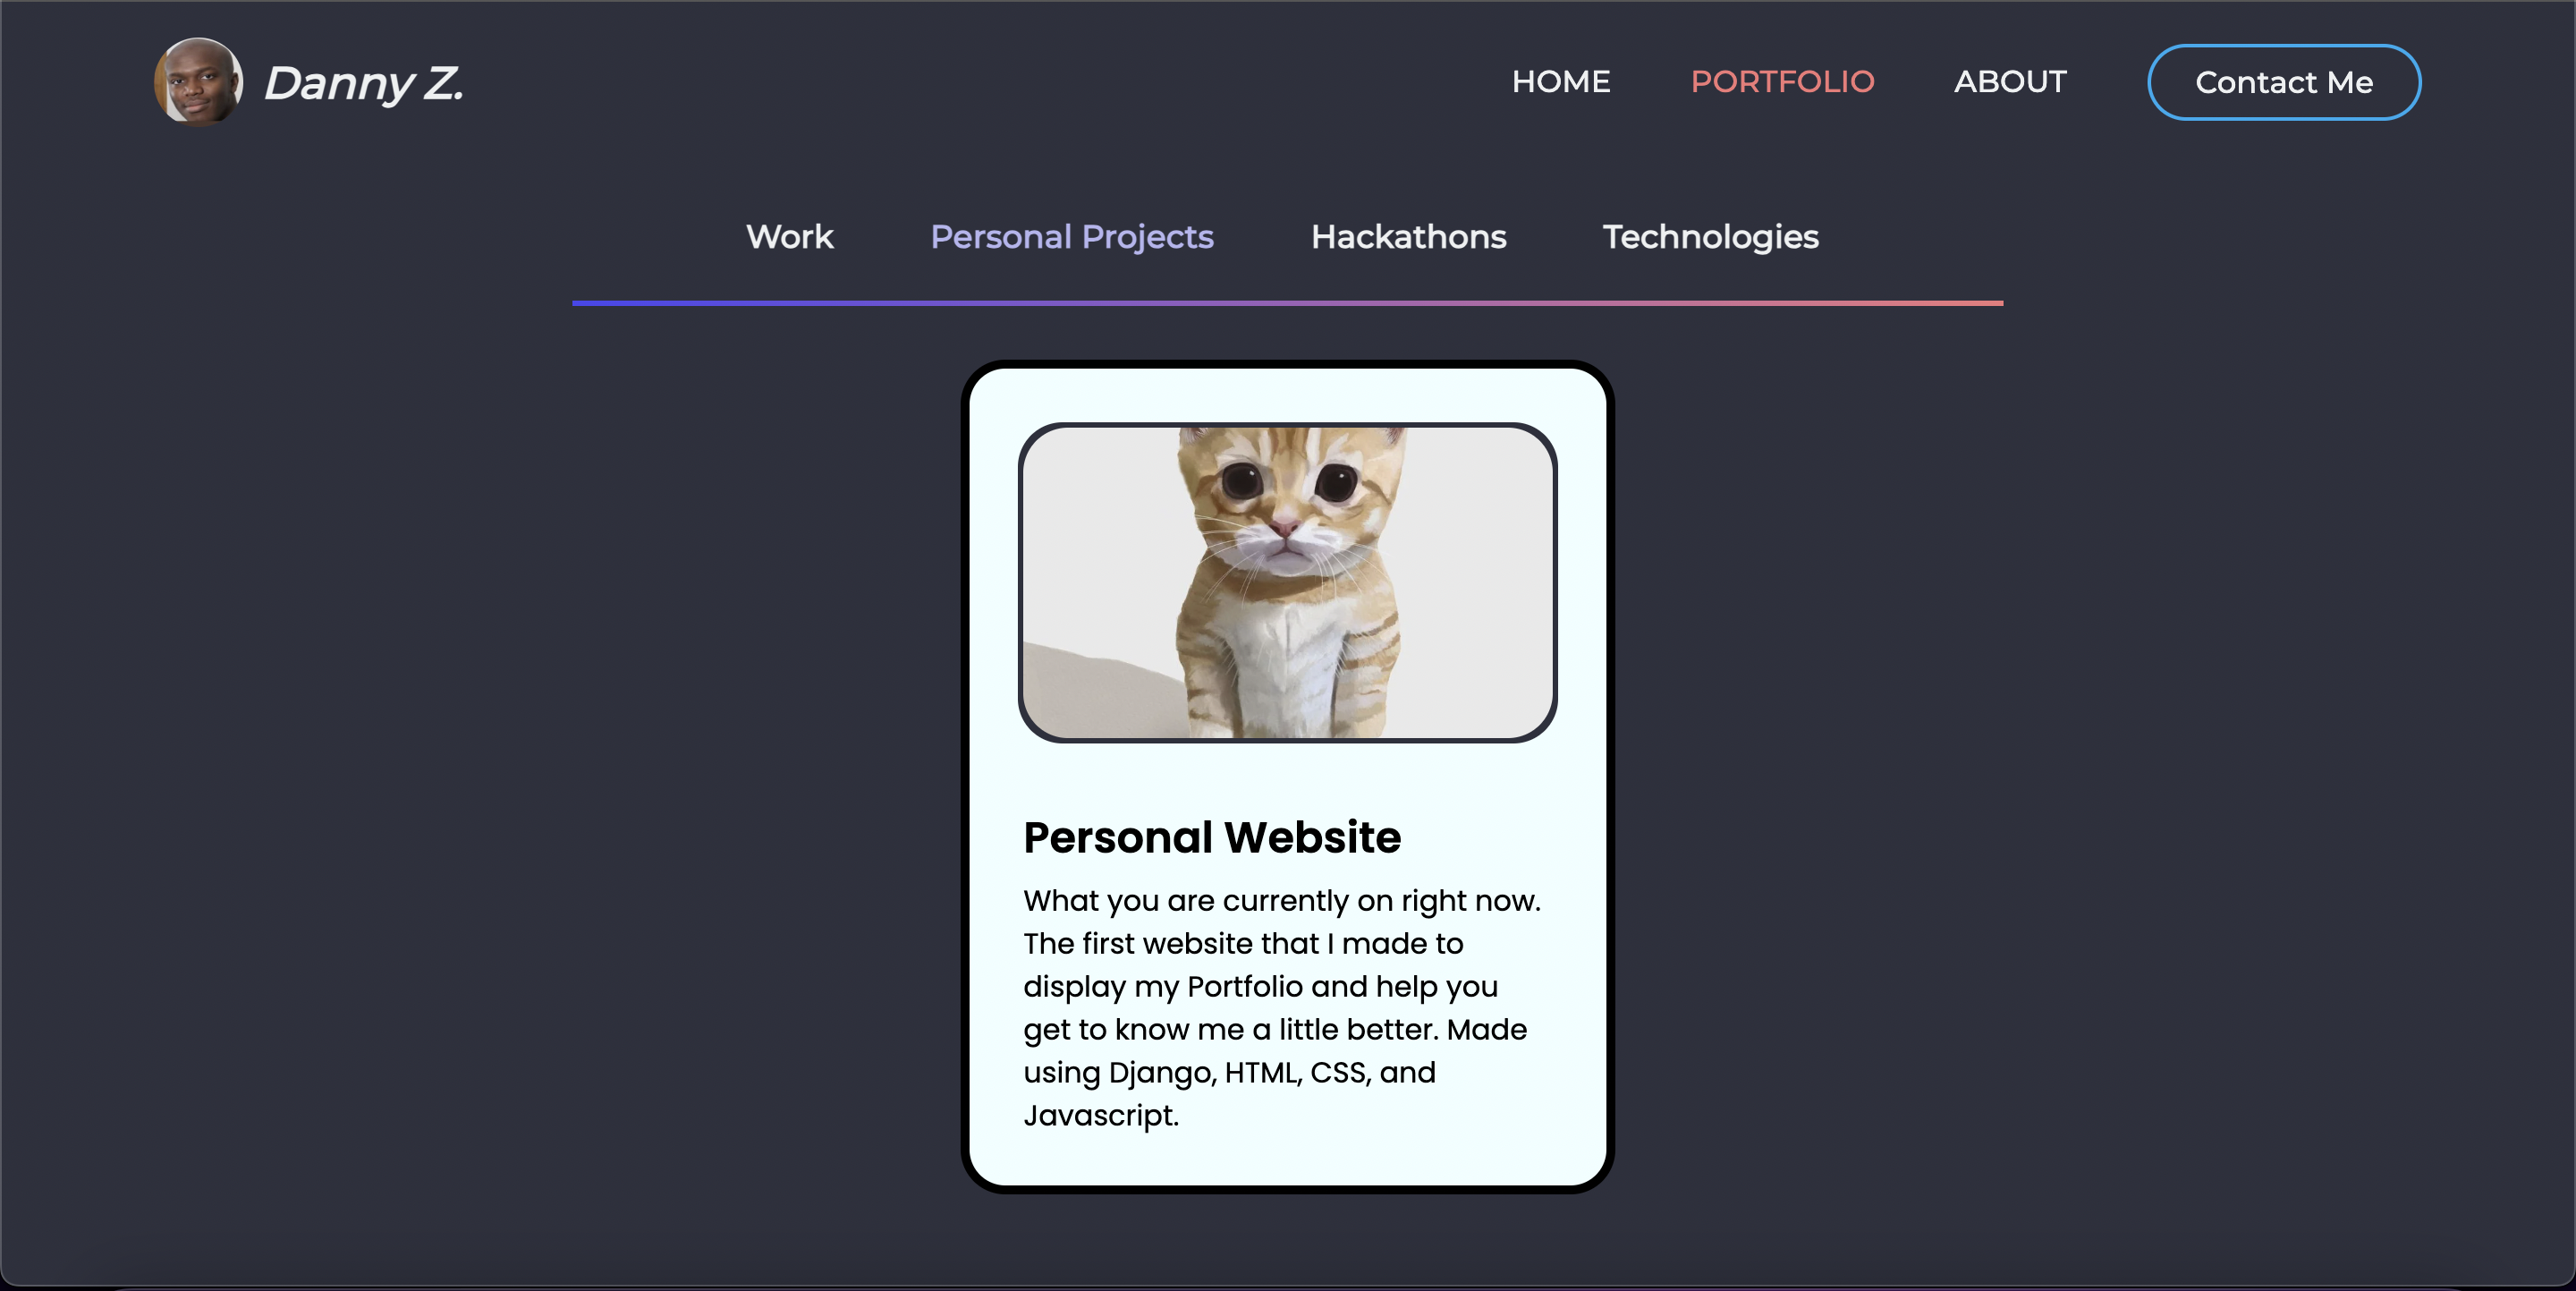 Danny Z.
HOME
PORTFOLIO
ABOUT
Contact Me
Work
Personal Projects
Hackathons
Technologies
Personal Website
What you are currently on right now.
The first website that I made to
display my Portfolio and help you
get to know me a little better. Made
using Django, HTML, CSS, and
Javascript.